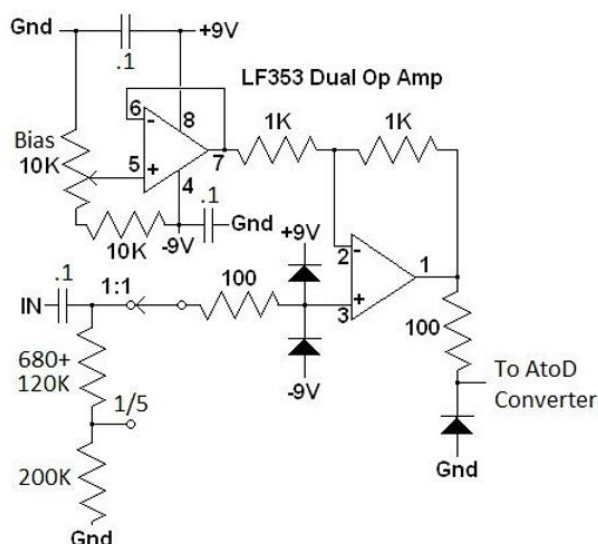 Gnd
+9V
.1
LF353 Dual Op Amp
6
-
8
1K
1K
Bias
10K
5
+
7
4
.1
Gnd
10K
-9V
+9V
.1
1:1
100
2
-
1
IN
+
3
100
680+
120K
-9V
To AtoD
Converter
1/5
Gnd
200K
Gnd